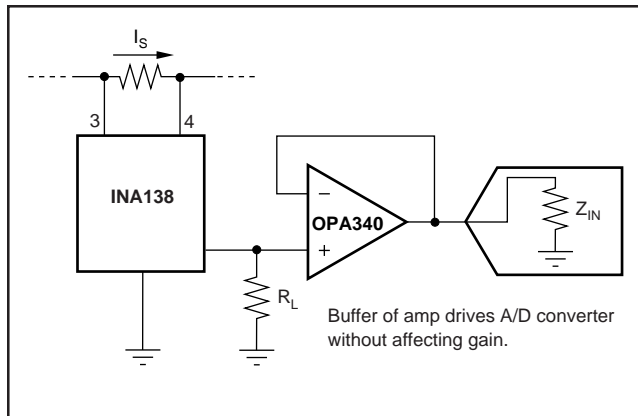 I_S
3 4
INA138
−
OPA340
+
Z_IN
R_L
Buffer of amp drives A/D converter
without affecting gain.